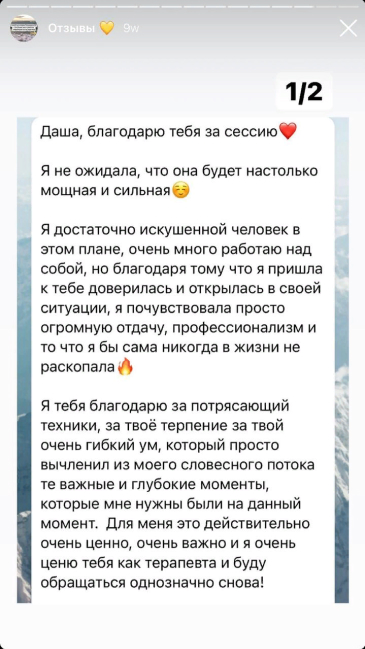 Отзывы 💛 9w
1/2
Даша, благодарю тебя за сессию❤️
Я не ожидала, что она будет настолько
мощная и сильная☺️
Я достаточно искушенной человек в
этом плане, очень много работаю над
собой, но благодаря тому что я пришла
к тебе доверилась и открылась в своей
ситуации, я почувствовала просто
огромную отдачу, профессионализм и
то что я бы сама никогда в жизни не
раскопала🔥
Я тебя благодарю за потрясающий
техники, за твоё терпение за твой
очень гибкий ум, который просто
вычленил из моего словесного потока
те важные и глубокие моменты,
которые мне нужны были на данный
момент. Для меня это действительно
очень ценно, очень важно и я очень
ценю тебя как терапевта и буду
обращаться однозначно снова!